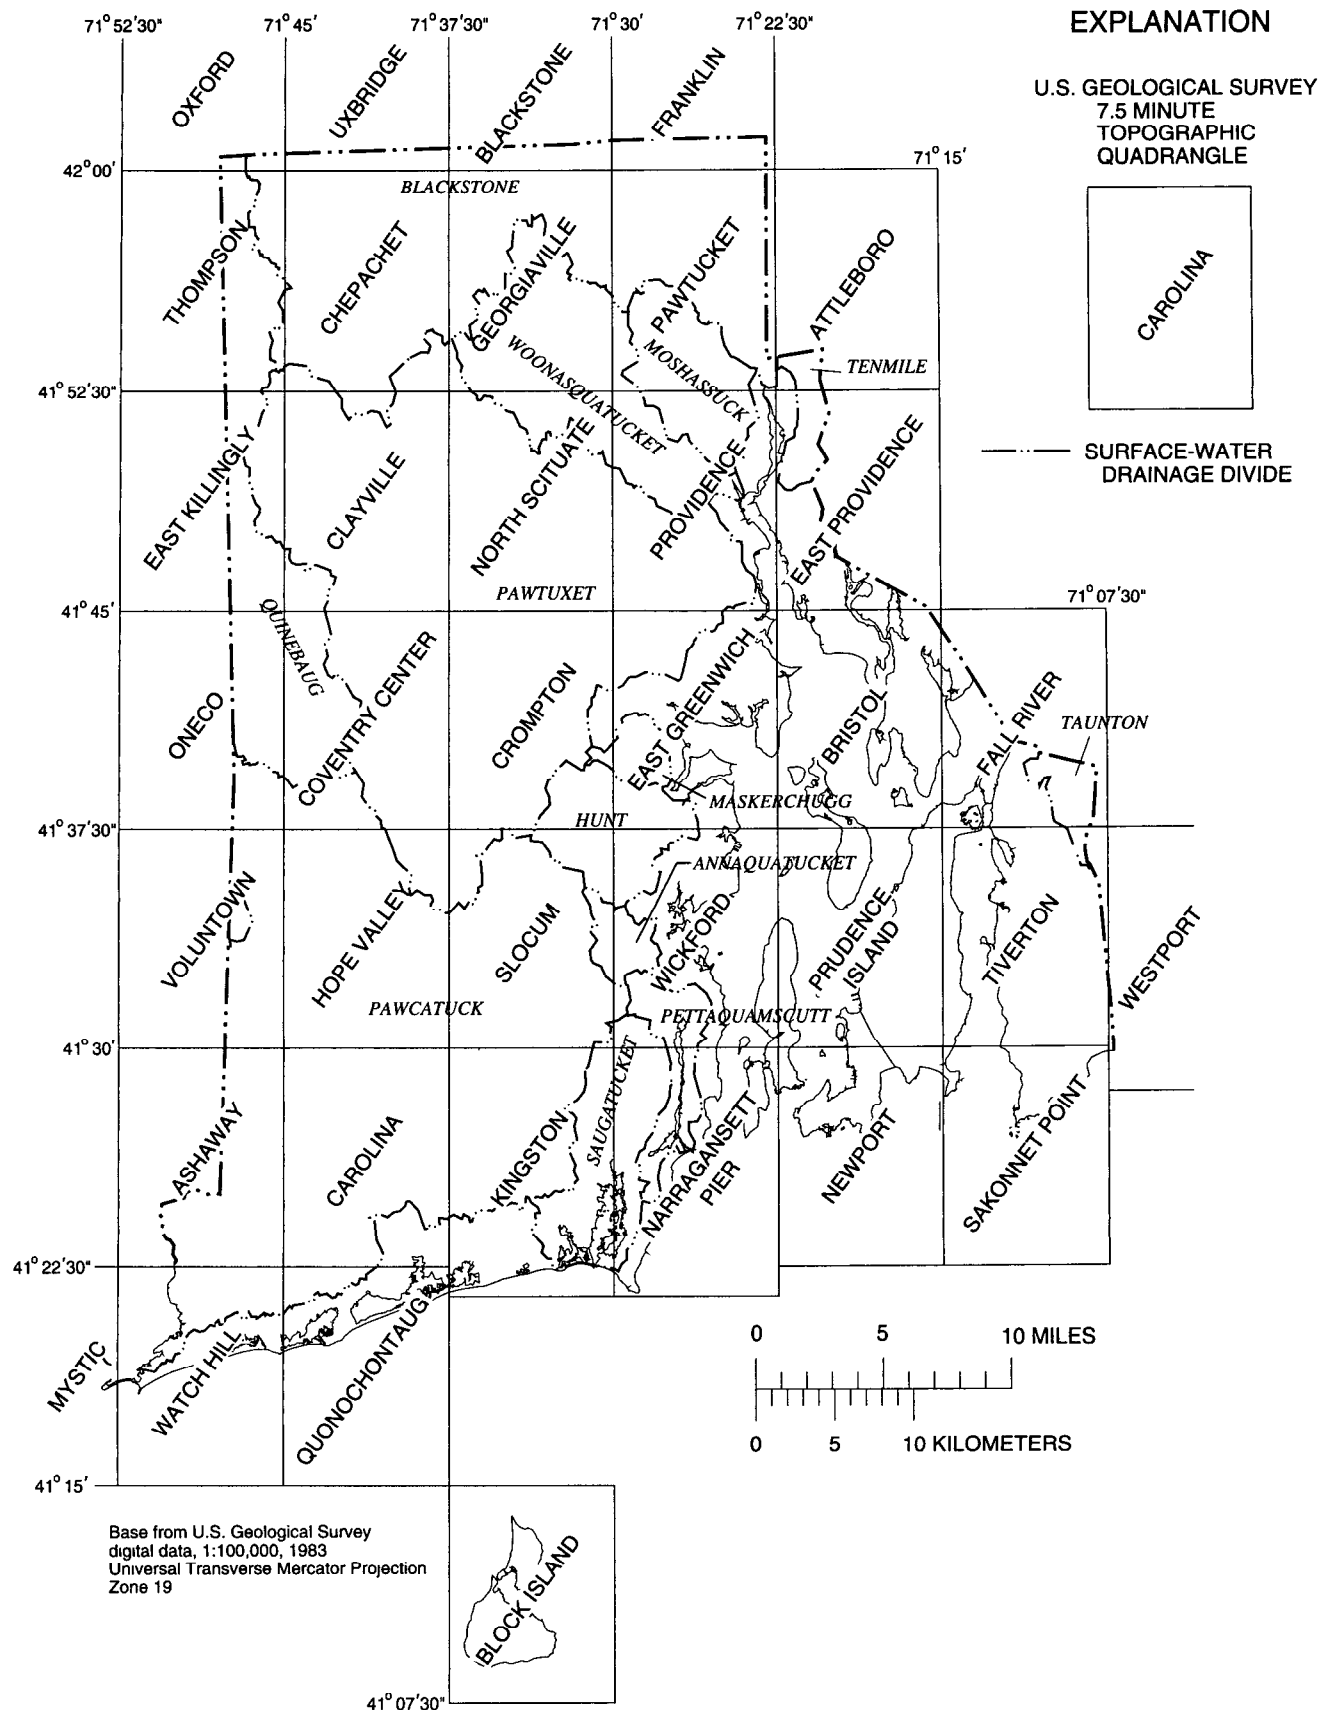 EXPLANATION
71°52'30"
71°45'
71°37'30"
71°30'
71°22'30"
U.S. GEOLOGICAL SURVEY
7.5 MINUTE
TOPOGRAPHIC
QUADRANGLE
CAROLINA
SURFACE-WATER
DRAINAGE DIVIDE
OXFORD
UXBRIDGE
BLACKSTONE
FRANKLIN
42°00'
71°15'
BLACKSTONE
THOMPSON
CHEPACHET
GEORGIAVILLE
PAWTUCKET
ATTLEBORO
WOONASQUATUCKET
MOSHASSUCK
TENMILE
41°52'30"
EAST KILLINGLY
CLAYVILLE
NORTH SCITUATE
PROVIDENCE
EAST PROVIDENCE
PAWTUXET
QUINEBAUG
41°45'
71°07'30"
ONECO
COVENTRY CENTER
CROMPTON
EAST GREENWICH
BRISTOL
FALL RIVER
TAUNTON
MASKERCHUGG
HUNT
41°37'30"
ANNAQUATUCKET
VOLUNTOWN
HOPE VALLEY
SLOCUM
WICKFORD
PRUDENCE
ISLAND
TIVERTON
WESTPORT
PAWCATUCK
PETTAQUAMSCUTT
41°30'
SAUGATUCKET
ASHAWAY
CAROLINA
KINGSTON
NARRAGANSETT
PIER
NEWPORT
SAKONNET POINT
41°22'30"
MYSTIC
WATCH HILL
QUONOCHONTAUG
0 5 10 MILES
0 5 10 KILOMETERS
41°15'
Base from U.S. Geological Survey
digital data, 1:100,000, 1983
Universal Transverse Mercator Projection
Zone 19
BLOCK ISLAND
41°07'30"